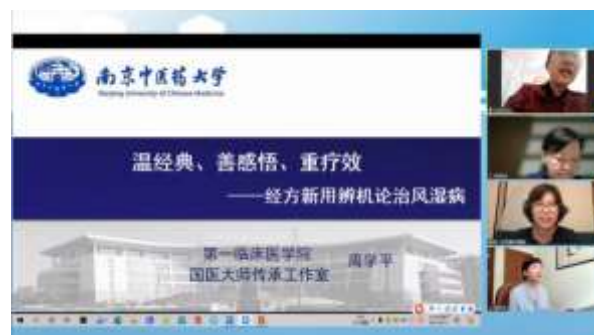 南京中医药大学
Nanjing University of Chinese Medicine
温经典、善感悟、重疗效
——经方新用辨机论治风湿病
第一临床医学院
国医大师传承工作室
周学平